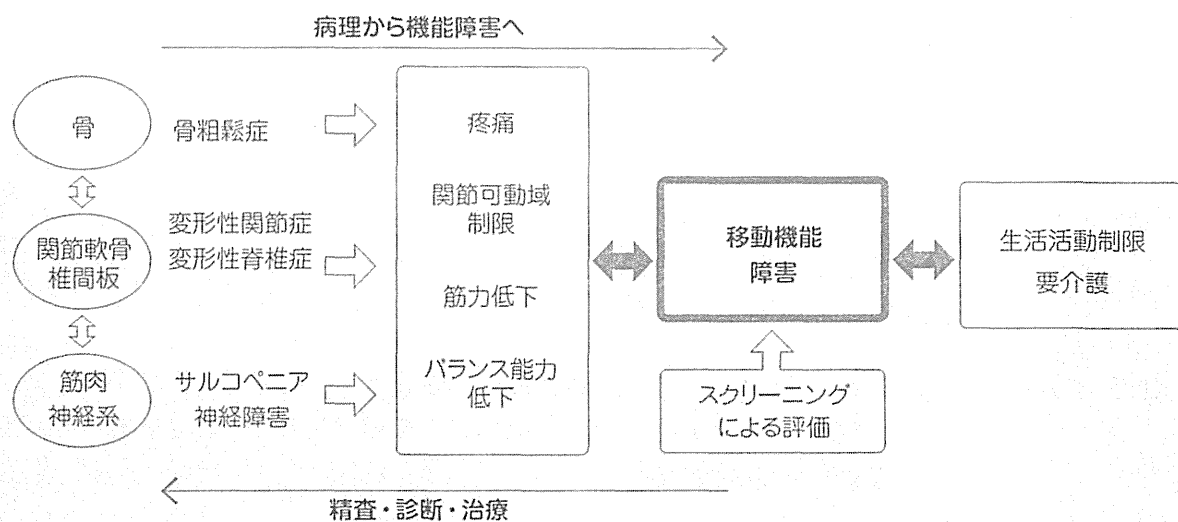 病理から機能障害へ
骨
骨粗鬆症
関節軟骨
椎間板
変形性関節症
変形性脊椎症
筋肉
神経系
サルコペニア
神経障害
疼痛
関節可動域
制限
筋力低下
バランス能力
低下
移動機能
障害
スクリーニング
による評価
生活活動制限
要介護
精査・診断・治療